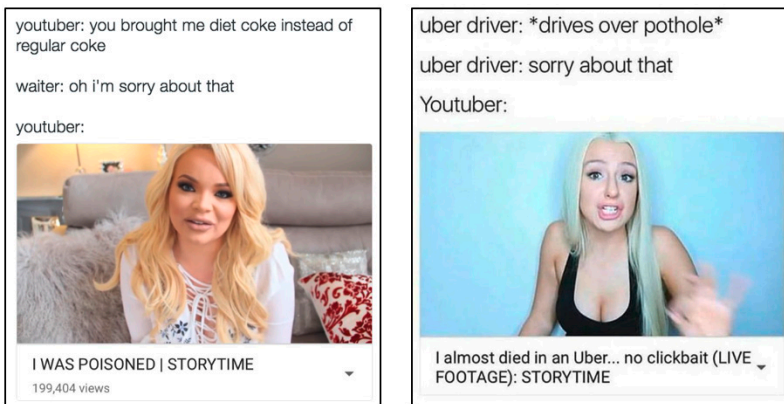 youtuber: you brought me diet coke instead of
regular coke
waiter: oh i'm sorry about that
youtuber:
I WAS POISONED | STORYTIME
199,404 views
uber driver: *drives over pothole*
uber driver: sorry about that
Youtuber:
I almost died in an Uber... no clickbait (LIVE
FOOTAGE): STORYTIME